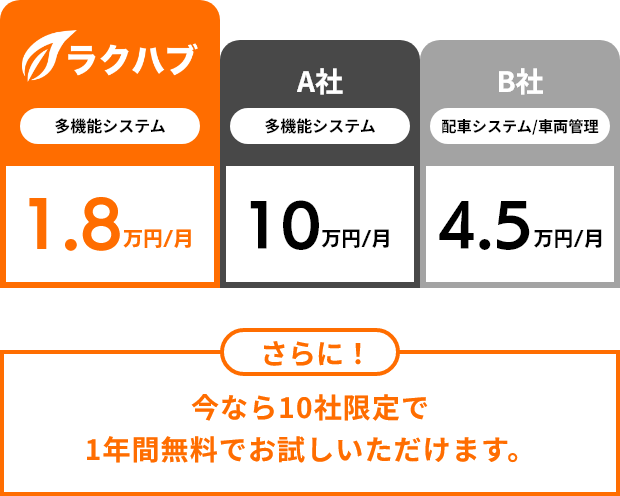 ラクハブ
多機能システム
1.8万円/月
A社
多機能システム
10万円/月
B社
配車システム/車両管理
4.5万円/月
さらに！
今なら10社限定で
1年間無料でお試しいただけます。